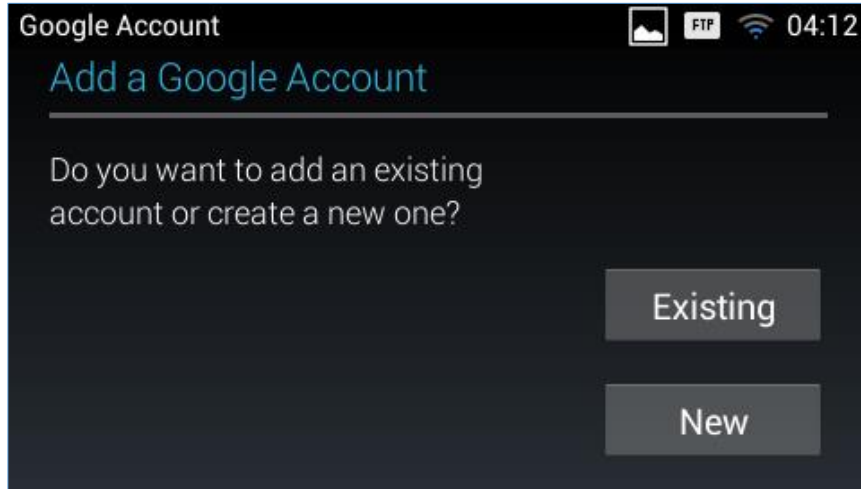 Google Account
FTP
04:12
Add a Google Account
Do you want to add an existing
account or create a new one?
Existing
New